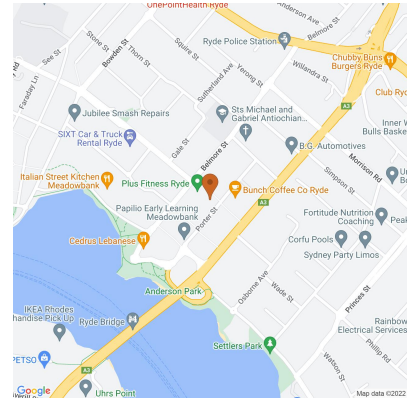 OnePointHealth Ryde
Anderson Ave
Belmore St
Stone St
Thorn St
Squire St
Bowden St
See St
Ryde Police Station
Chubby Buns
Burgers Ryde
Yerong St
Willandra St
Sutherland Ave
Faraday Ln
Club Ryd
A3
Jubilee Smash Repairs
Sts Michael and
Gabriel Antiochian...
Inner W
Bulls Basket
SIXT Car & Truck
Rental Ryde
B.G. Automotives
Gale St
Belmore St
Morrison Rd
Italian Street Kitchen
Meadowbank
Plus Fitness Ryde
Bunch Coffee Co Ryde
Simpson St
Papilio Early Learning
Meadowbank
Porter St
Fortitude Nutrition
Coaching
Peak
Cedrus Lebanese
Corfu Pools
Sydney Party Limos
Anderson Park
Osborne Ave
Wade St
Princes St
IKEA Rhodes
handise Pick Up
Ryde Bridge
A3
Rainbow
Electrical Services
Settlers Park
Phillip Rd
Watson St
PETSO
A3
Uhrs Point
Google
Map data ©2022